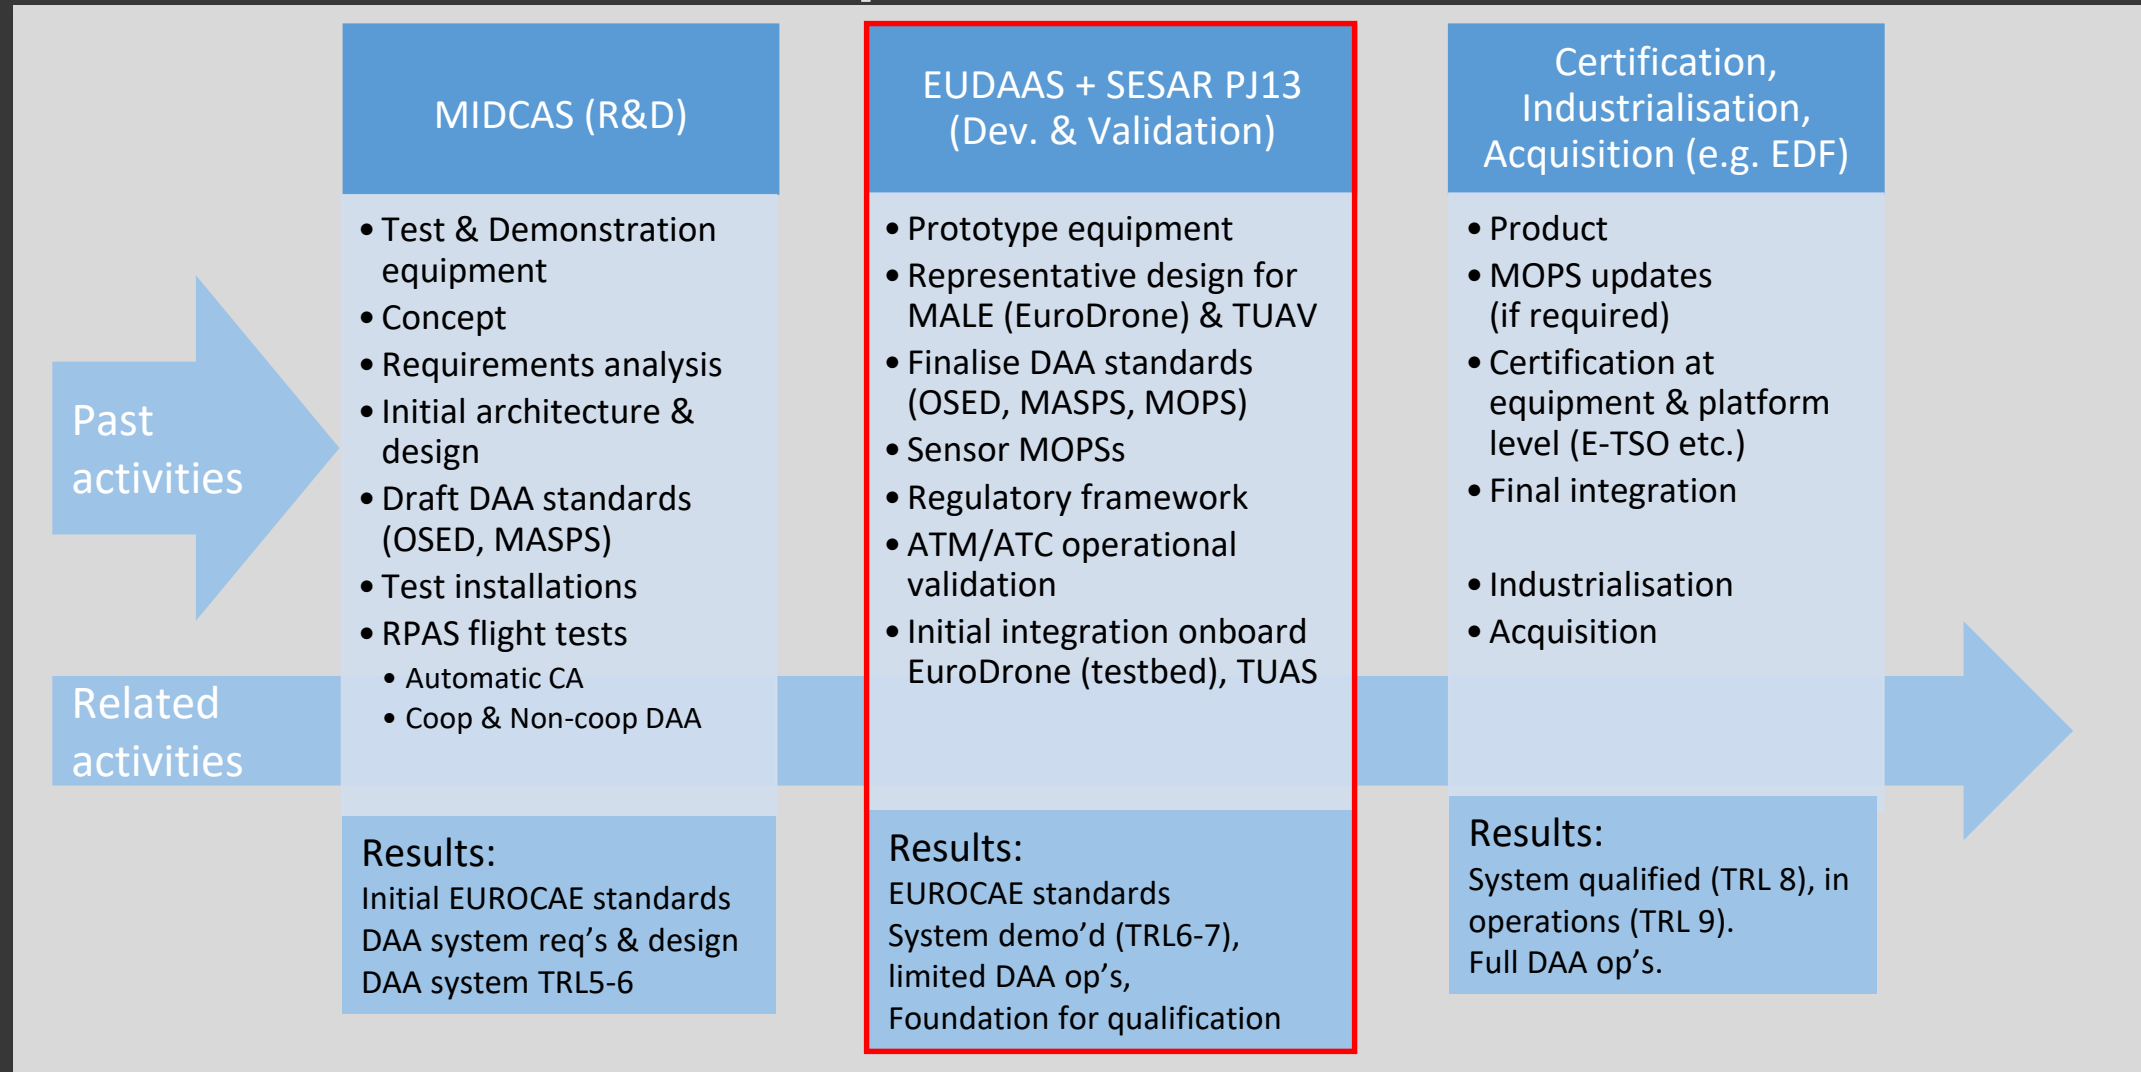 Past
activities
Related
activities
MIDCAS (R&D)
• Test & Demonstration
equipment
• Concept
• Requirements analysis
• Initial architecture &
design
• Draft DAA standards
(OSED, MASPS)
• Test installations
• RPAS flight tests
• Automatic CA
• Coop & Non-coop DAA
Results:
Initial EUROCAE standards
DAA system req’s & design
DAA system TRL5-6
EUDAAS + SESAR PJ13
(Dev. & Validation)
• Prototype equipment
• Representative design for
MALE (EuroDrone) & TUAV
• Finalise DAA standards
(OSED, MASPS, MOPS)
• Sensor MOPSs
• Regulatory framework
• ATM/ATC operational
validation
• Initial integration onboard
EuroDrone (testbed), TUAS
Results:
EUROCAE standards
System demo’d (TRL6-7),
limited DAA op’s,
Foundation for qualification
Certification,
Industrialisation,
Acquisition (e.g. EDF)
• Product
• MOPS updates
(if required)
• Certification at
equipment & platform
level (E-TSO etc.)
• Final integration
• Industrialisation
• Acquisition
Results:
System qualified (TRL 8), in
operations (TRL 9).
Full DAA op’s.